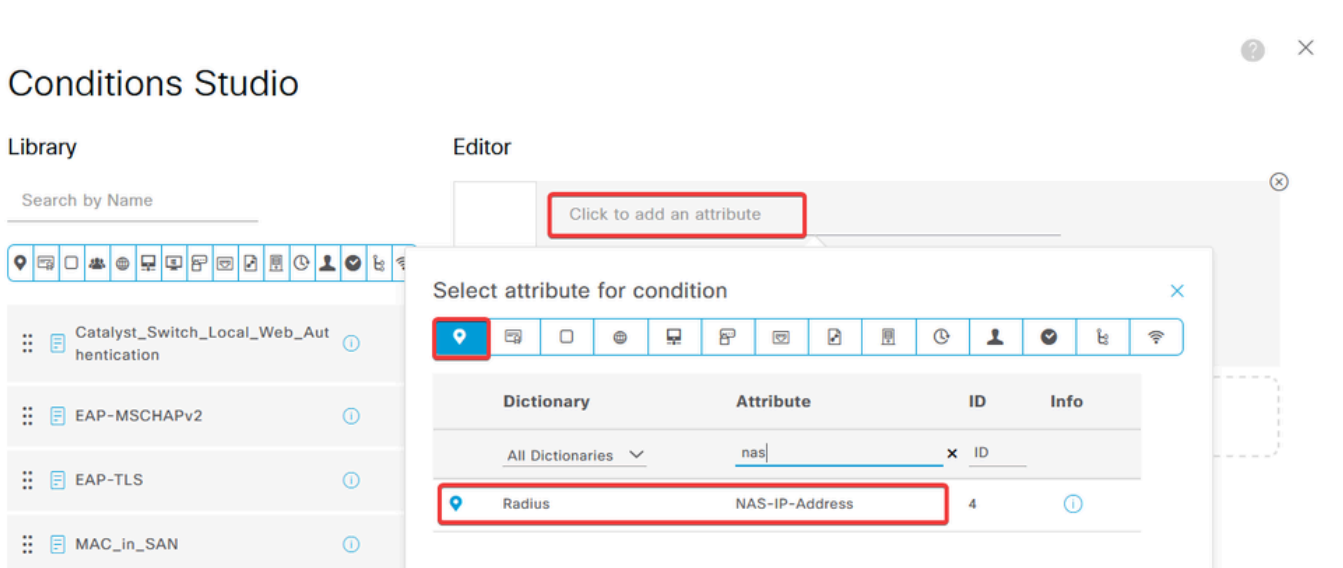 Conditions Studio
Library
Search by Name
Catalyst_Switch_Local_Web_Aut
hentication
EAP-MSCHAPv2
EAP-TLS
MAC_in_SAN
Editor
Click to add an attribute
Select attribute for condition
Dictionary Attribute ID Info
All Dictionaries nas ID
Radius NAS-IP-Address 4